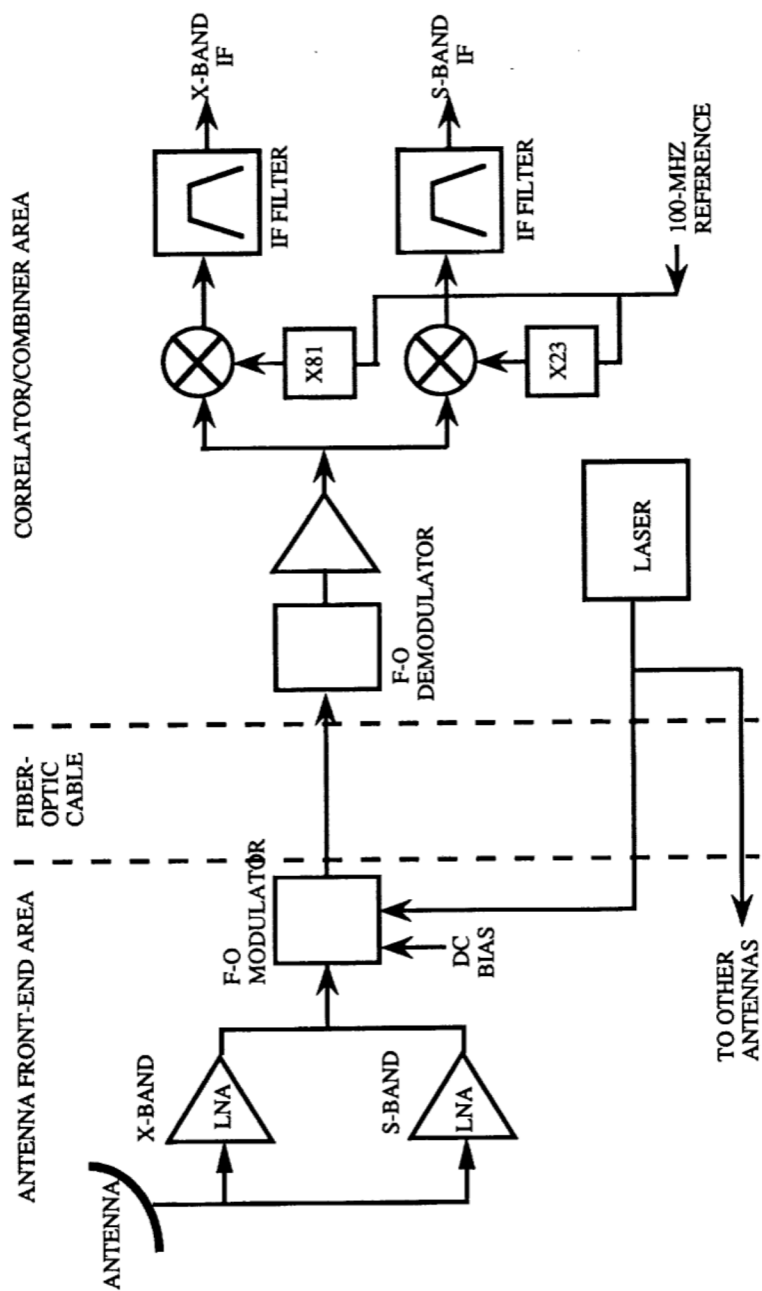 ANTENNA FRONT-END AREA
FIBER-
OPTIC
CABLE
CORRELATOR/COMBINER AREA
ANTENNA
X-BAND
LNA
S-BAND
LNA
F-O
MODULATOR
DC
BIAS
TO OTHER
ANTENNAS
F-O
DEMODULATOR
LASER
X81
X23
IF FILTER
IF FILTER
X-BAND
IF
S-BAND
IF
100-MHZ
REFERENCE